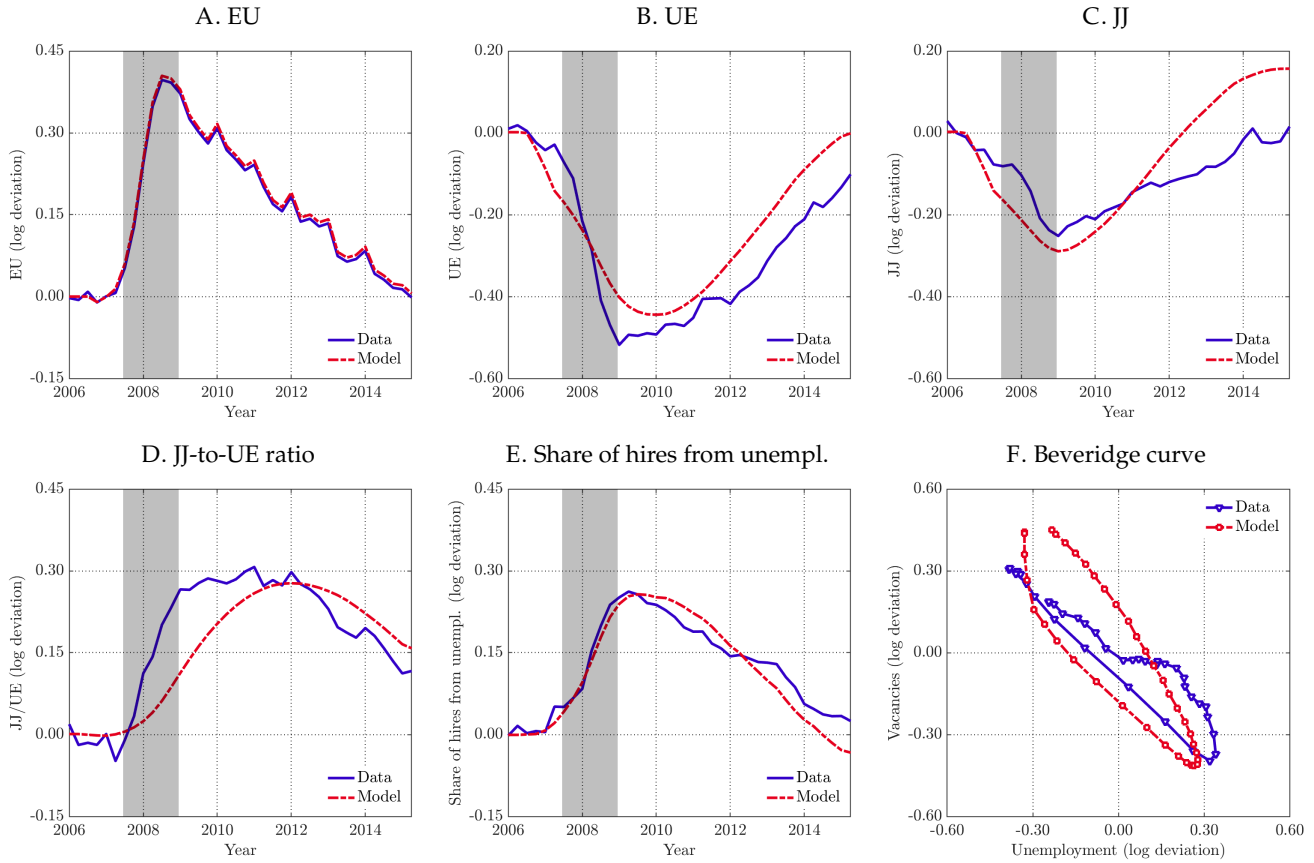 A. EU
B. UE
C. JJ
0.45
0.30
0.15
0.00
-0.15
EU (log deviation)
2006 2008 2010 2012 2014
Year
Data
Model
0.20
0.00
-0.20
-0.40
-0.60
UE (log deviation)
2006 2008 2010 2012 2014
Year
Data
Model
0.20
0.00
-0.20
-0.40
-0.60
JJ (log deviation)
2006 2008 2010 2012 2014
Year
Data
Model
D. JJ-to-UE ratio
E. Share of hires from unempl.
F. Beveridge curve
0.45
0.30
0.15
0.00
-0.15
JJ/UE (log deviation)
2006 2008 2010 2012 2014
Year
Data
Model
0.45
0.30
0.15
0.00
-0.15
Share of hires from unempl. (log deviation)
2006 2008 2010 2012 2014
Year
Data
Model
0.60
0.30
0.00
-0.30
-0.60
Vacancies (log deviation)
-0.60 -0.30 0.00 0.30 0.60
Unemployment (log deviation)
Data
Model